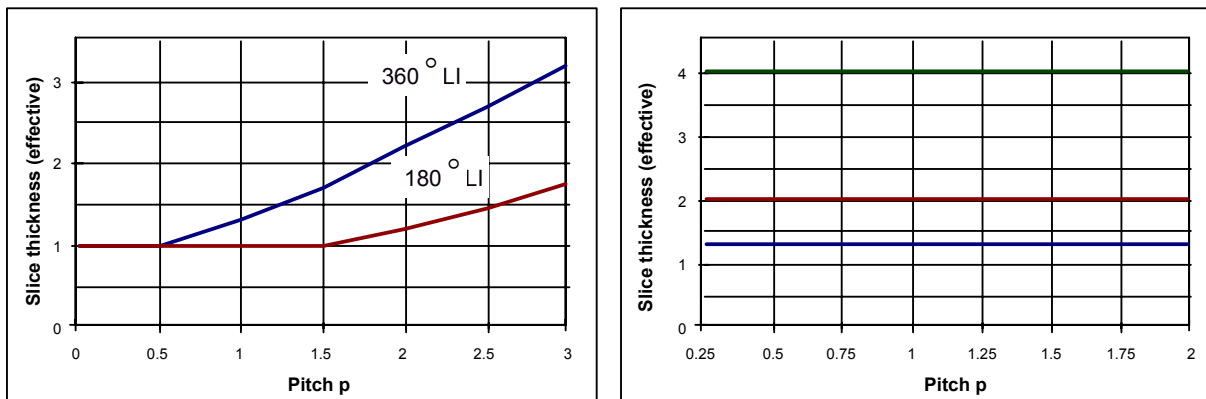 Slice thickness (effective)
3
2
1
0
360 ° LI
180 ° LI
0 0.5 1 1.5 2 2.5 3
Pitch p
Slice thickness (effective)
4
3
2
1
0
0.25 0.5 0.75 1 1.25 1.5 1.75 2
Pitch p